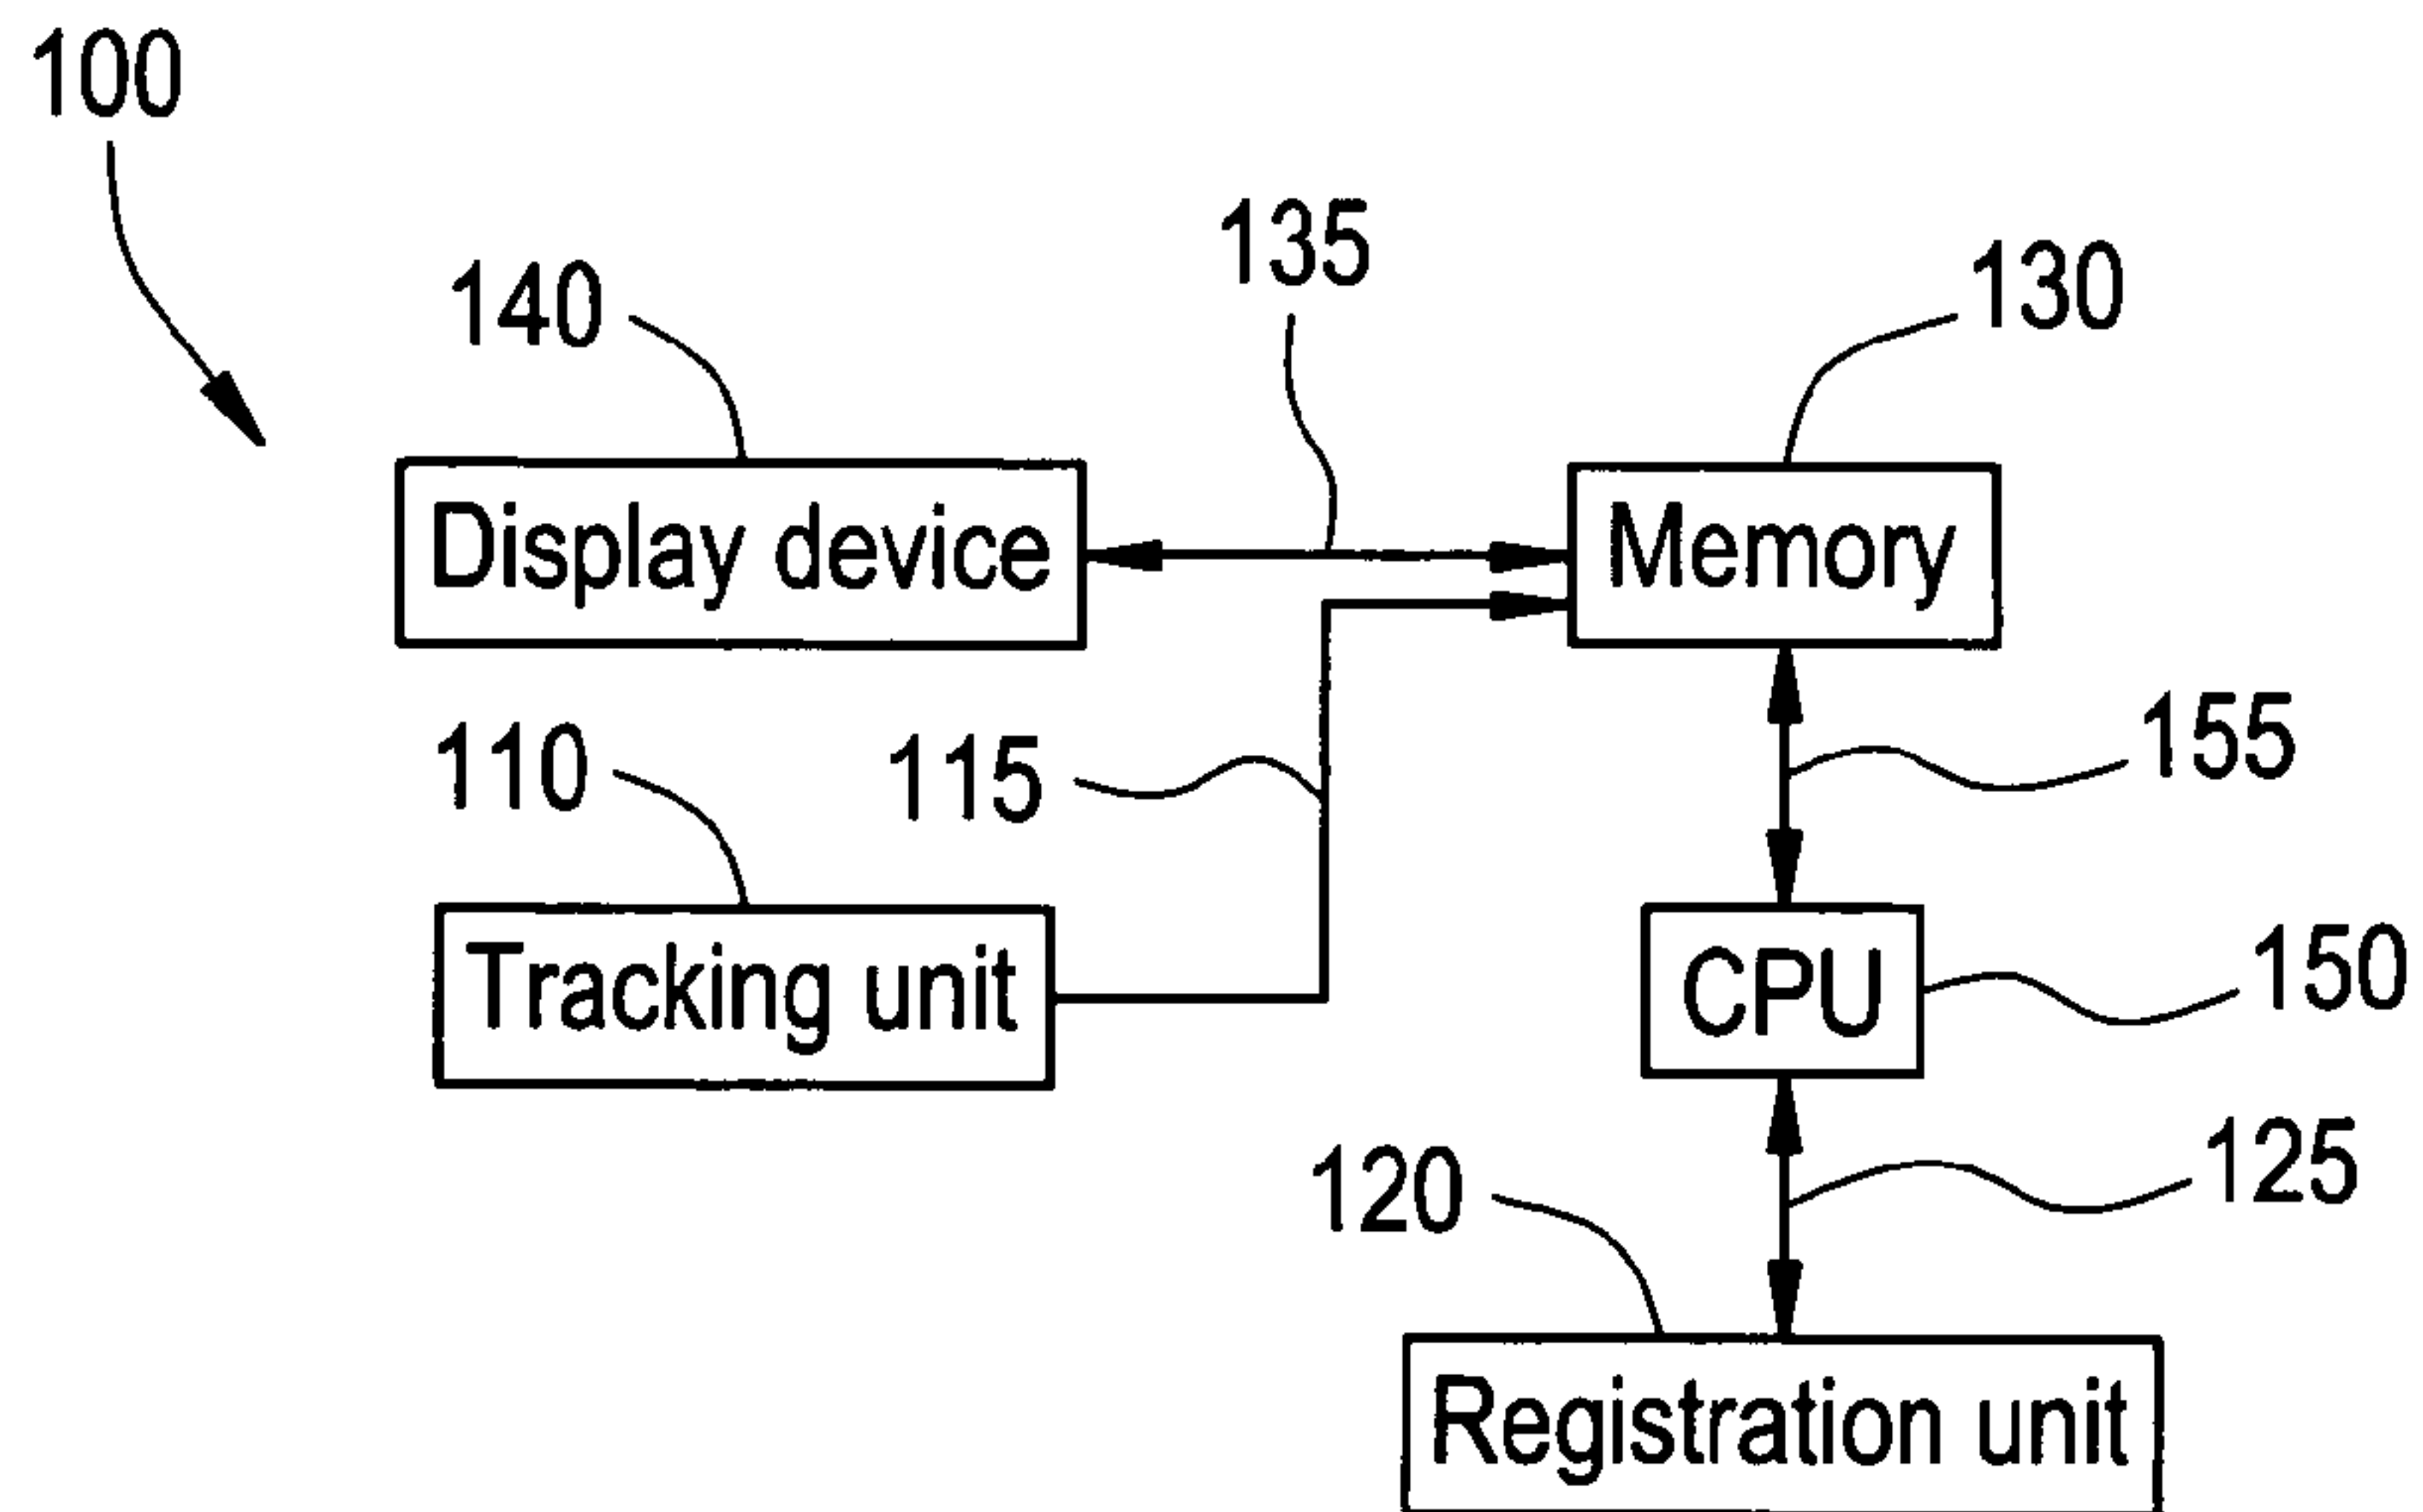 100
135
130
140
Display device
Memory
155
110
115
Tracking unit
CPU
150
125
120
Registration unit